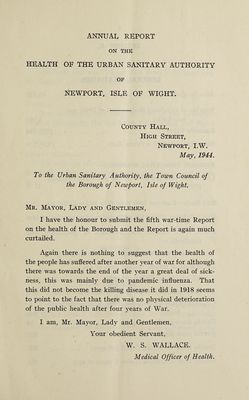 ANNUAL REPORT
ON THE
HEALTH OF THE URBAN SANITARY AUTHORITY
OF
NEWPORT, ISLE OF WIGHT.
County Hall,
High Street,
Newport, I.W.
May, 1944.
To the Urban Sanitary Authority, the Town Council of
the Borough of Newport, Isle of Wight.
Mr. Mayor, Lady and Gentlemen,
I have the honour to submit the fifth war-time Report
on the health of the Borough and the Report is again much
curtailed.
Again there is nothing to suggest that the health of
the people has suffered after another year of war for although
there was towards the end of the year a great deal of sick-
ness, this was mainly due to pandemic influenza. That
this did not become the killing disease it did in 1918 seems
to point to the fact that there was no physical deterioration
of the public health after four years of War.
I am, Mr. Mayor, Lady and Gentlemen,
Your obedient Servant,
W. S. WALLACE.
Medical Officer of Health.